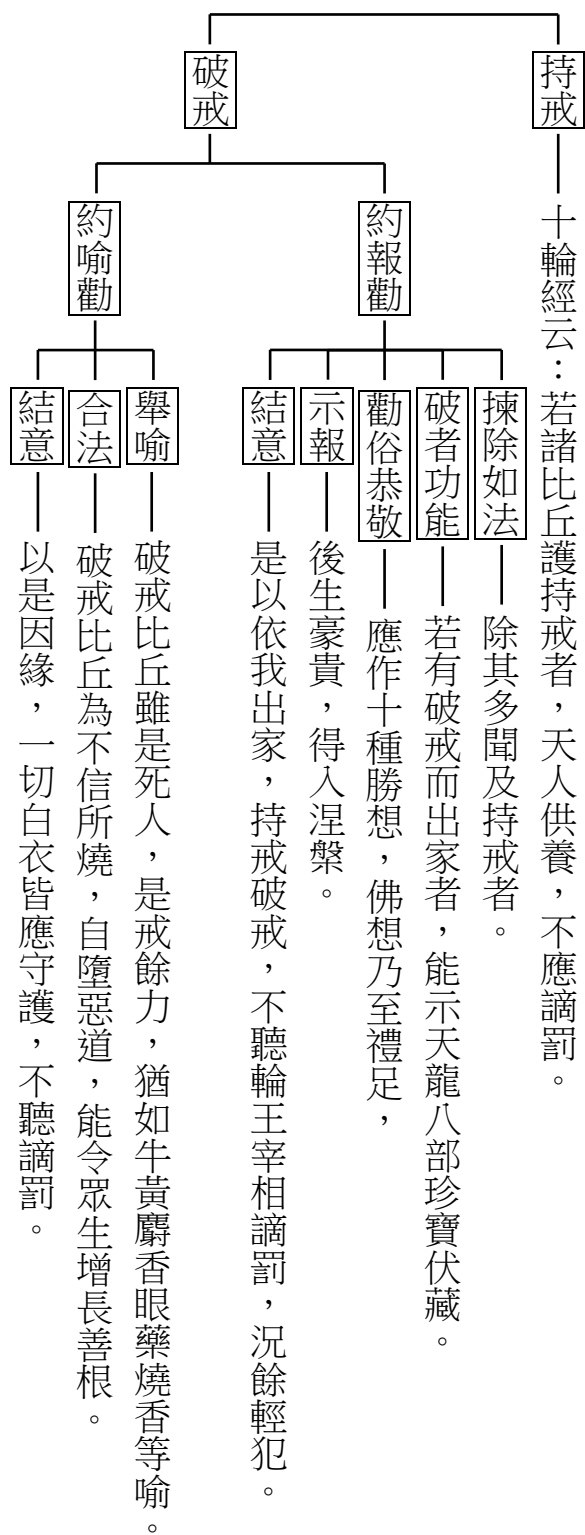 持戒
十輪經云：若諸比丘護持戒者，天人供養，不應謫罰。
破戒
約報勸
揀除如法
除其多聞及持戒者。
破者功能
若有破戒而出家者，能示天龍八部珍寶伏藏。
勸俗恭敬
應作十種勝想，佛想乃至禮足，
示報
後生豪貴，得入涅槃。
結意
是以依我出家，持戒破戒，不聽輪王宰相謫罰，況餘輕犯。
約喻勸
舉喻
破戒比丘雖是死人，是戒餘力，猶如牛黃麝香眼藥燒香等喻。
合法
破戒比丘為不信所燒，自墮惡道，能令眾生增長善根。
結意
以是因緣，一切白衣皆應守護，不聽謫罰。